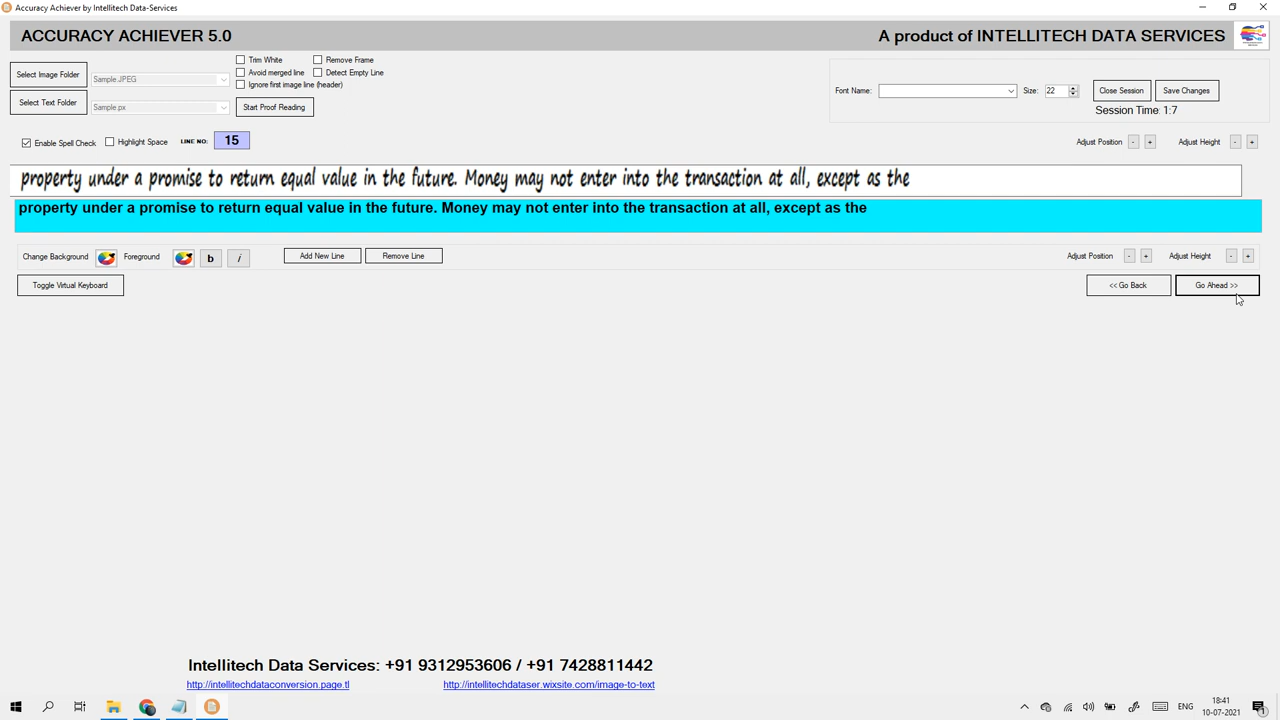 Accuracy Achiever by Intellitech Data-Services
ACCURACY ACHIEVER 5.0
A product of INTELLITECH DATA SERVICES
Select Image Folder
Sample.JPEG
Trim White
Remove Frame
Avoid merged line
Detect Empty Line
Ignore first image line (header)
Select Text Folder
Sample.px
Start Proof Reading
Font Name:
Size:
22
Close Session
Save Changes
Session Time: 1:7
Enable Spell Check
Highlight Space
LINE NO:
15
Adjust Position - +
Adjust Height - +
property under a promise to return equal value in the future. Money may not enter into the transaction at all, except as the
property under a promise to return equal value in the future. Money may not enter into the transaction at all, except as the
Change Background
Foreground
b
i
Add New Line
Remove Line
Adjust Position - +
Adjust Height - +
Toggle Virtual Keyboard
<< Go Back
Go Ahead >>
Intellitech Data Services: +91 9312953606 / +91 7428811442
http://intellitechdataconversion.page.tl
http://intellitechdataser.wixsite.com/image-to-text
ENG
18:41
10-07-2021
1